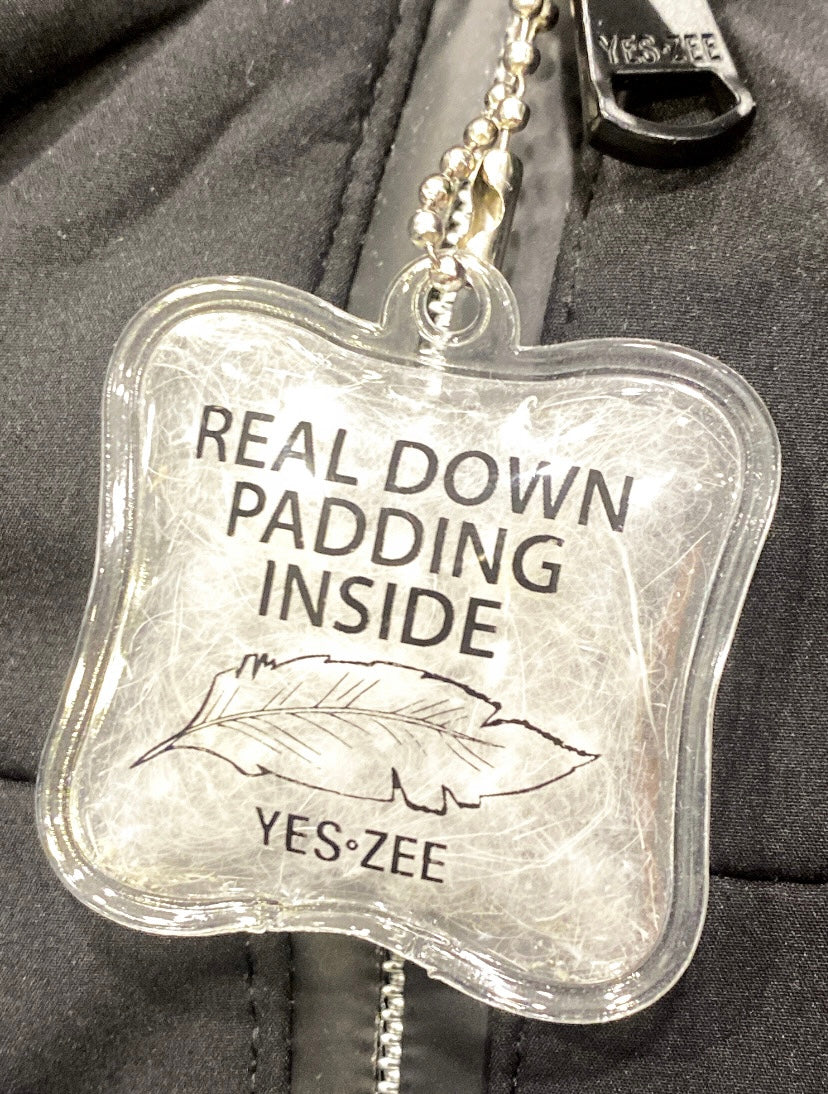 YES•ZEE
REAL DOWN
PADDING
INSIDE
YES∘ZEE